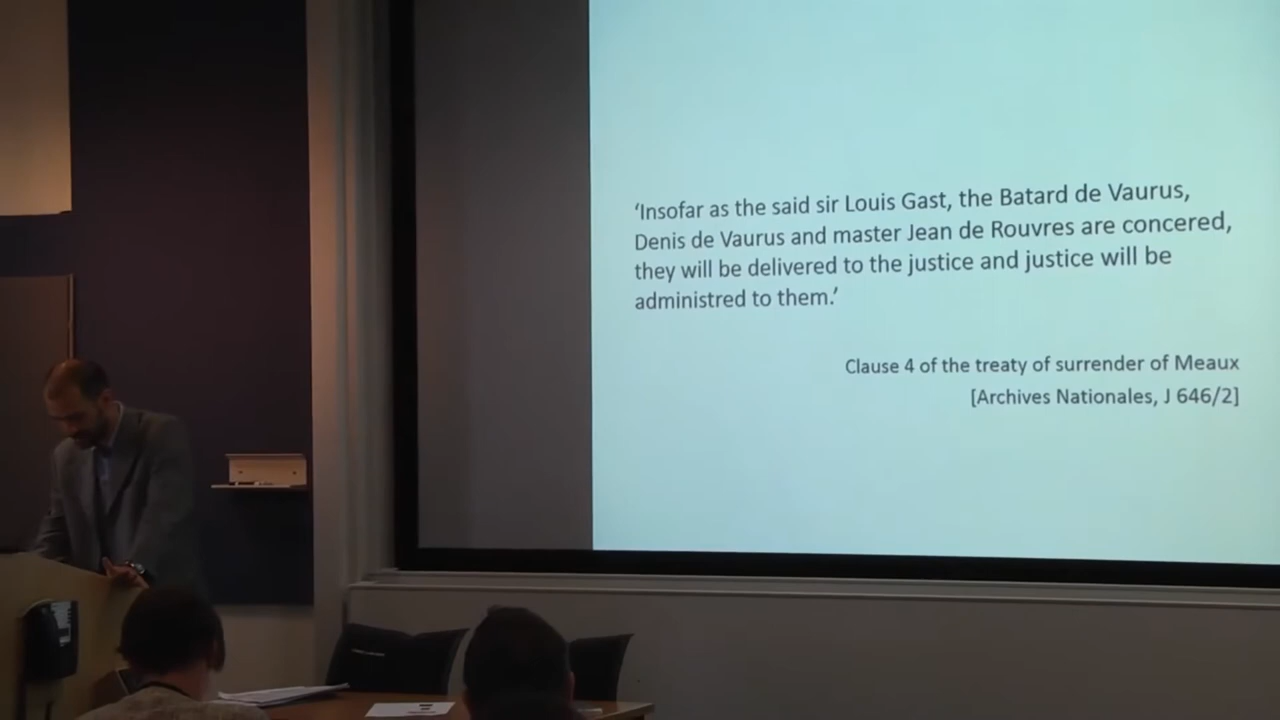 ‘Insofar as the said sir Louis Gast, the Batard de Vaurus,
Denis de Vaurus and master Jean de Rouvres are concered,
they will be delivered to the justice and justice will be
administred to them.’
Clause 4 of the treaty of surrender of Meaux
[Archives Nationales, J 646/2]